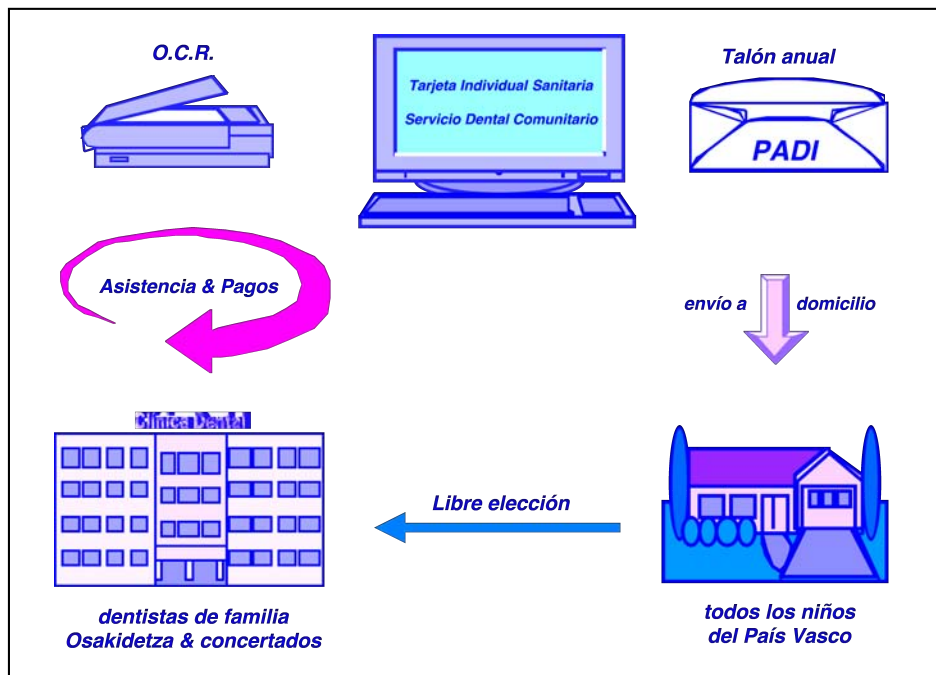 O.C.R.
Tarjeta Individual Sanitaria
Servicio Dental Comunitario
Talón anual
PADI
Asistencia & Pagos
envío a domicilio
Clínica Dental
Libre elección
dentistas de familia
Osakidetza & concertados
todos los niños
del País Vasco